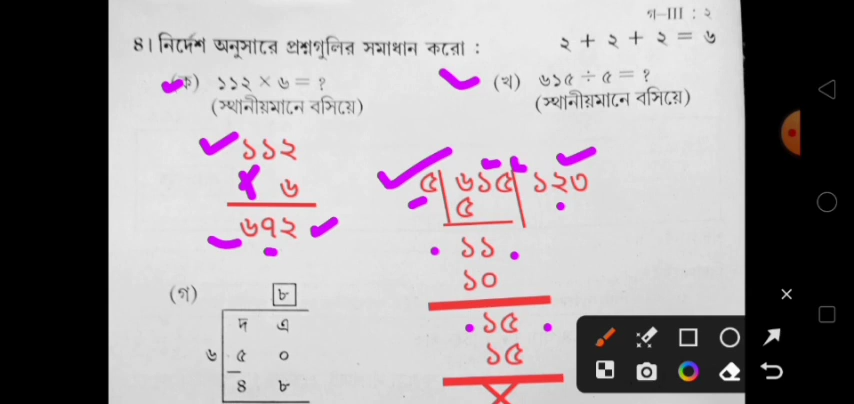 গ–III : ২
২ + ২ + ২ = ৬
৪। নির্দেশ অনুসারে প্রশ্নগুলির সমাধান করো :
(ক) ১১২ × ৬ = ?
(স্থানীয়মানে বসিয়ে)
(খ) ৬১৫ ÷ ৫ = ?
(স্থানীয়মানে বসিয়ে)
১১২
× ৬
৬৭২
৫ ৬১৫ ১২৩
৫
১১
১০
১৫
১৫
×
(গ) ৮
দ এ
৬ ৫ ০
– ৪ ৮